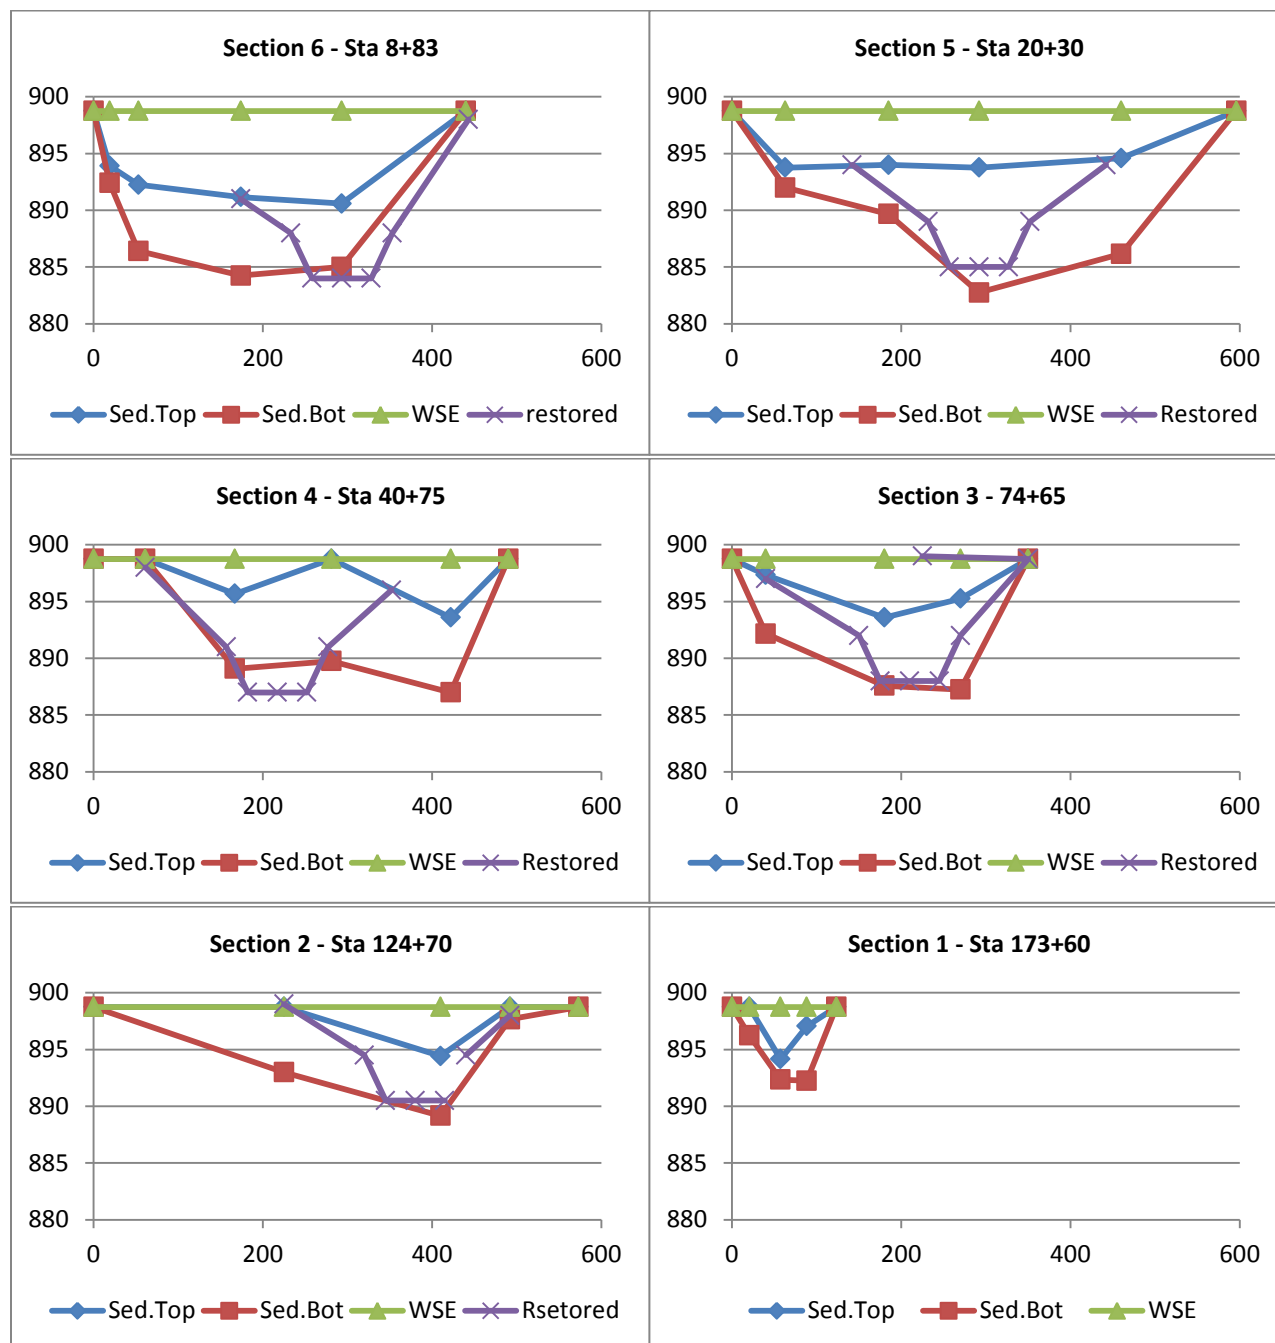 Section 6 - Sta 8+83
900
895
890
885
880
0 200 400 600
Sed.Top Sed.Bot WSE restored
Section 5 - Sta 20+30
900
895
890
885
880
0 200 400 600
Sed.Top Sed.Bot WSE Restored
Section 4 - Sta 40+75
900
895
890
885
880
0 200 400 600
Sed.Top Sed.Bot WSE Restored
Section 3 - 74+65
900
895
890
885
880
0 200 400 600
Sed.Top Sed.Bot WSE Restored
Section 2 - Sta 124+70
900
895
890
885
880
0 200 400 600
Sed.Top Sed.Bot WSE Rsetored
Section 1 - Sta 173+60
900
895
890
885
880
0 200 400 600
Sed.Top Sed.Bot WSE